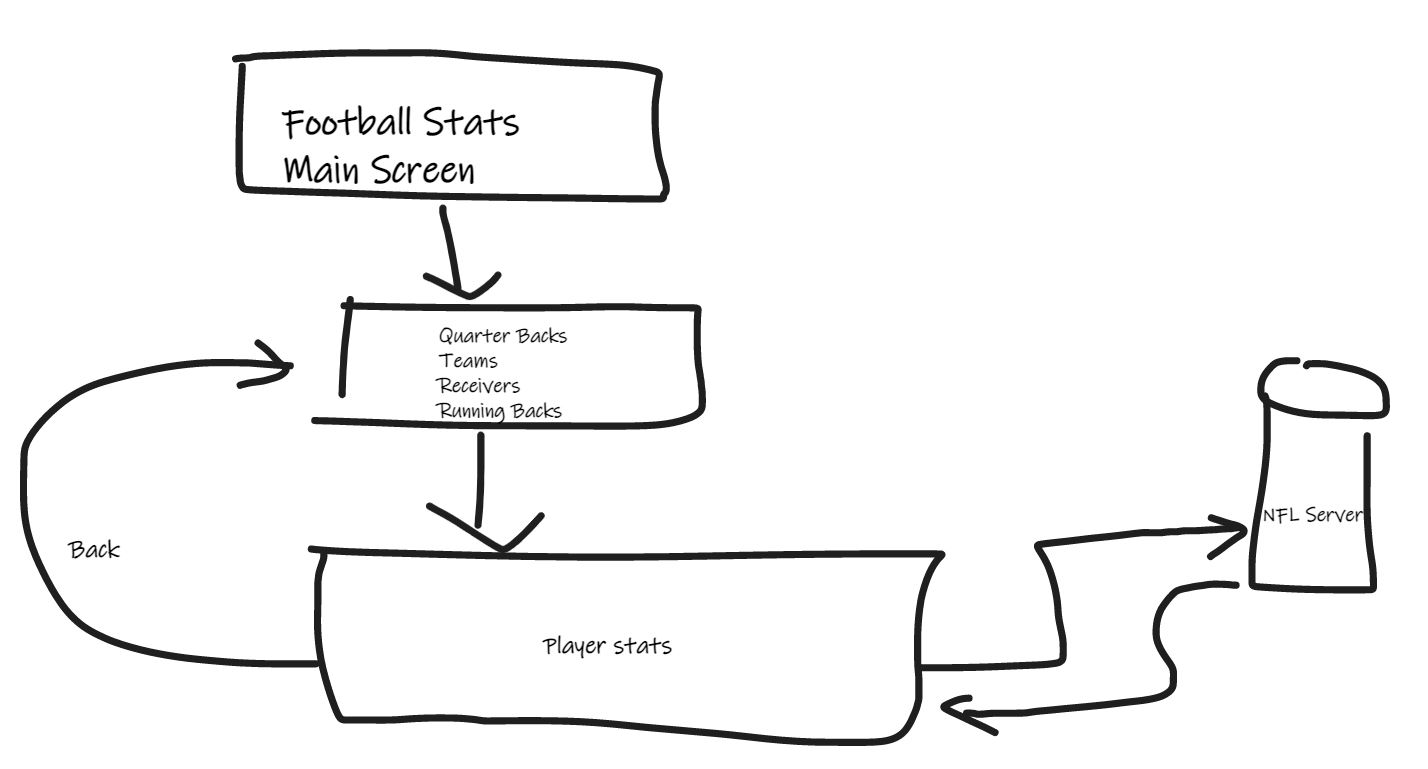 Football Stats
Main Screen
Quarter Backs
Teams
Receivers
Running Backs
NFL Server
Back
Player stats